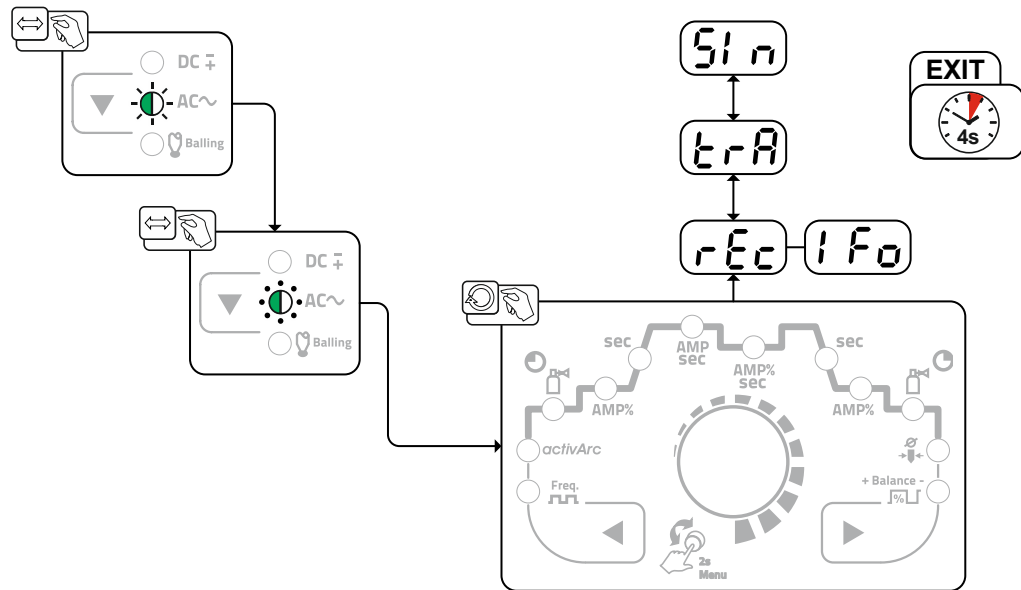 DC
AC
Balling
DC
AC
Balling
SIn
trA
rEc
IFo
EXIT
4s
sec
AMP
sec
AMP%
sec
sec
AMP%
AMP%
activArc
Freq.
+ Balance -
%
2s
Menu